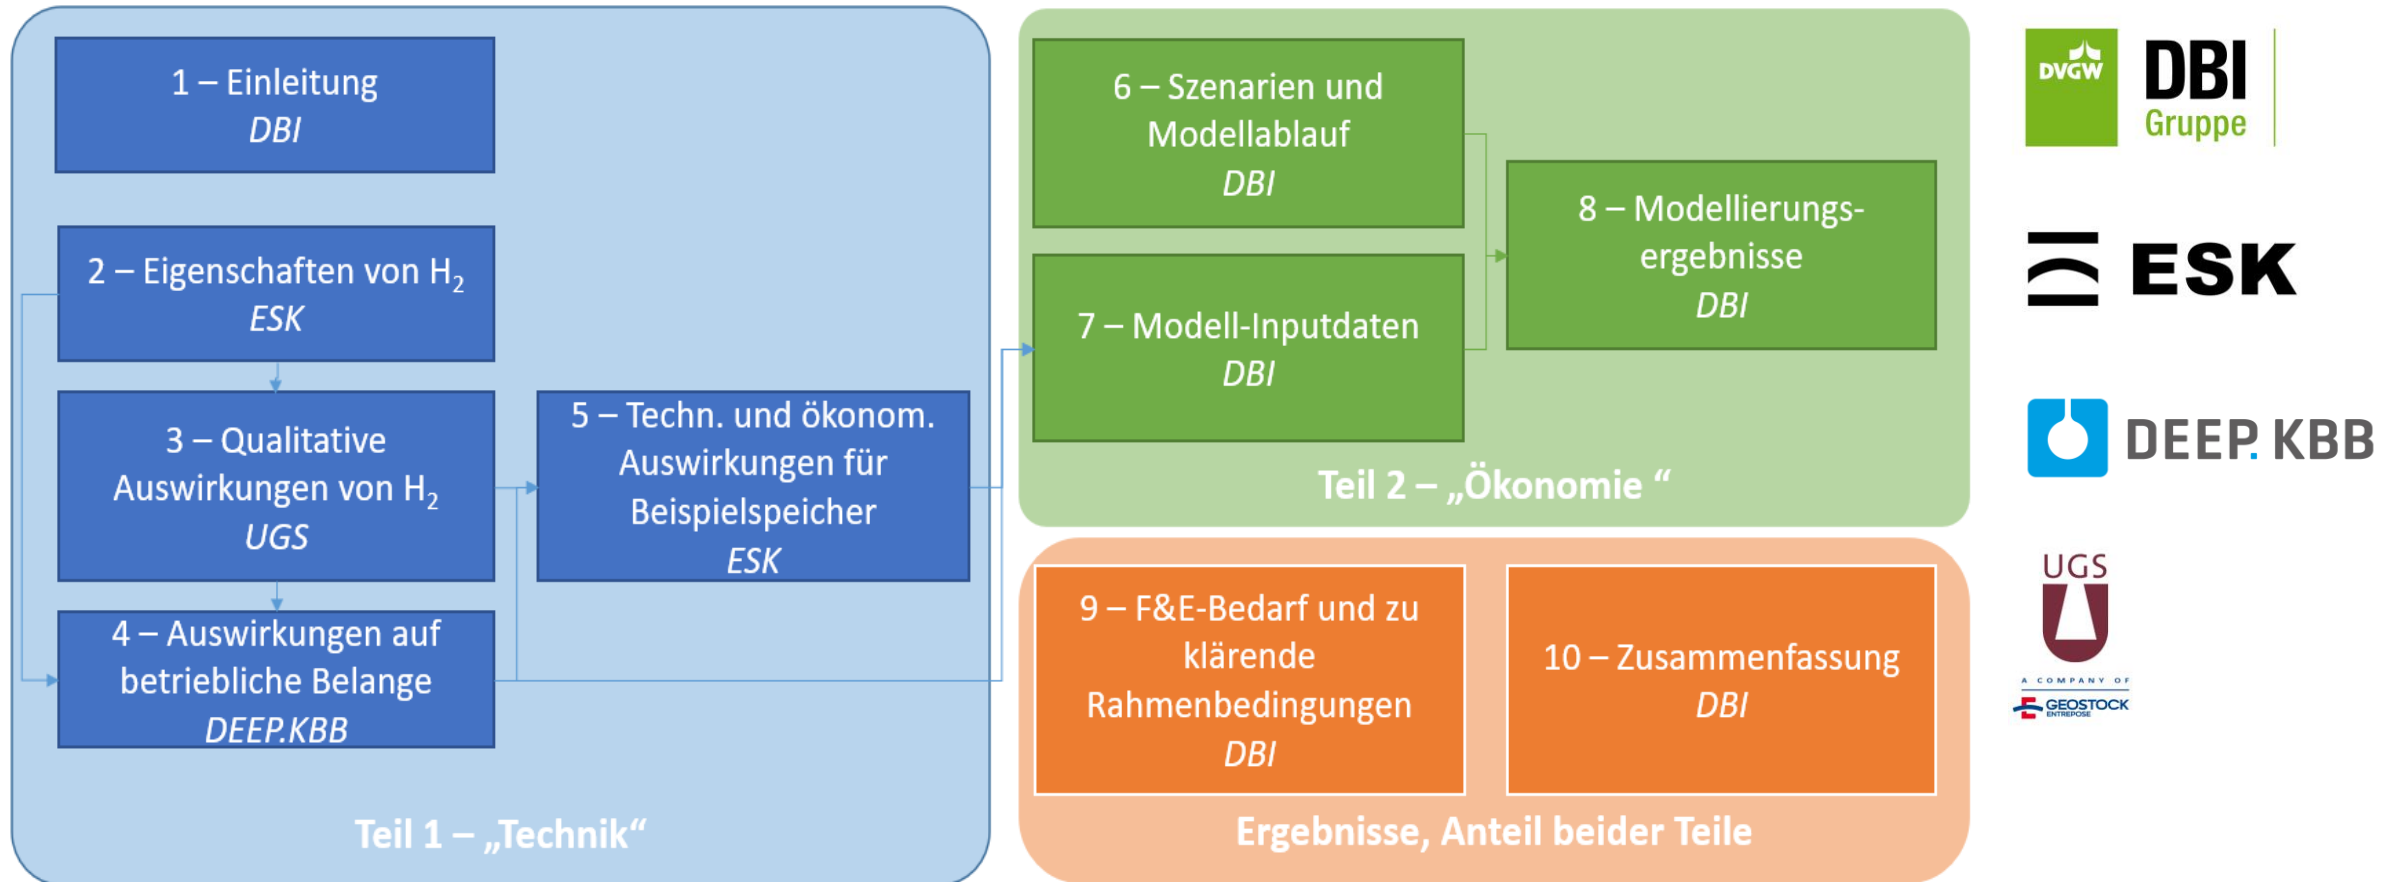 1 – Einleitung
DBI
2 – Eigenschaften von H₂
ESK
3 – Qualitative
Auswirkungen von H₂
UGS
4 – Auswirkungen auf
betriebliche Belange
DEEP.KBB
5 – Techn. und ökonom.
Auswirkungen für
Beispielspeicher
ESK
Teil 1 – „Technik“
6 – Szenarien und
Modellablauf
DBI
7 – Modell-Inputdaten
DBI
8 – Modellierungs-
ergebnisse
DBI
Teil 2 – „Ökonomie “
9 – F&E-Bedarf und zu
klärende
Rahmenbedingungen
DBI
10 – Zusammenfassung
DBI
Ergebnisse, Anteil beider Teile
DVGW
DBI
Gruppe
ESK
DEEP.KBB
UGS
A COMPANY OF
GEOSTOCK
ENTREPOSE